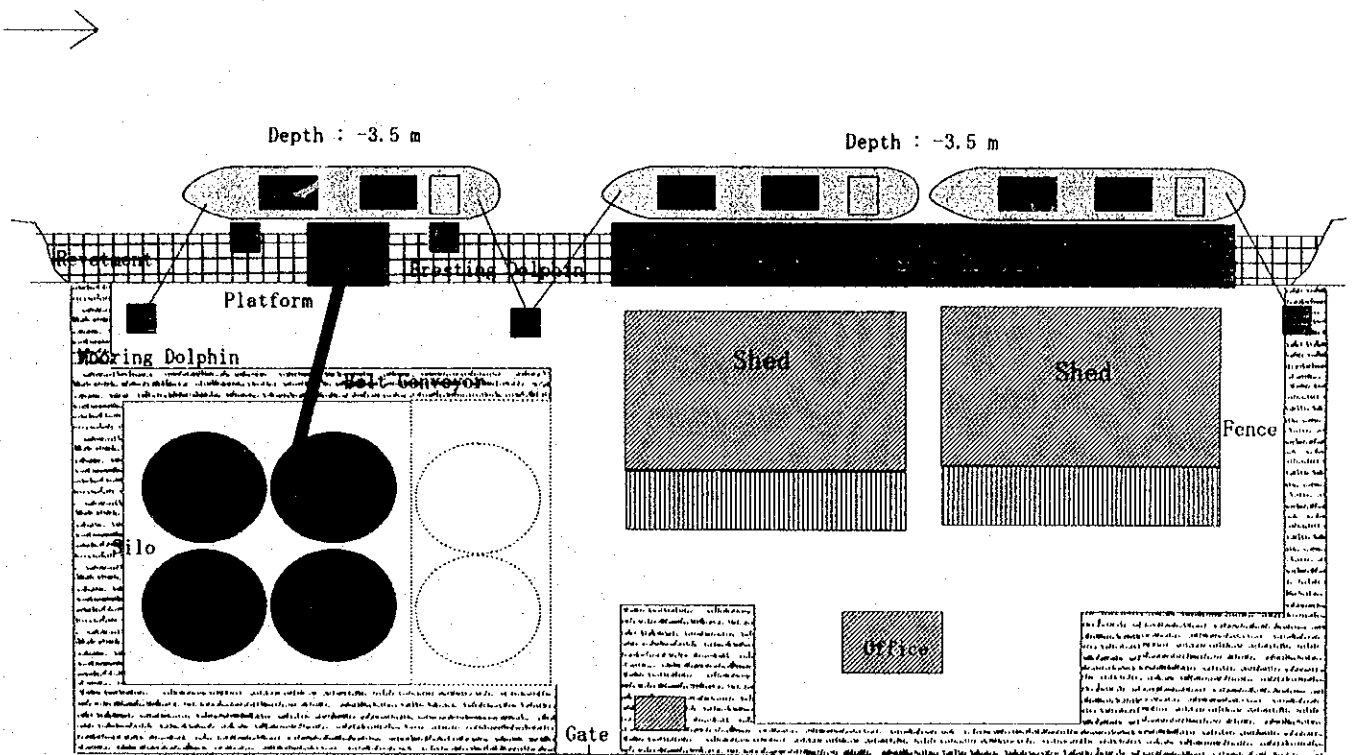 Depth : -3.5 m
Depth : -3.5 m
Revetment
Brasting Dolphin
Platform
Mooring Dolphin
Belt Conveyor
Shed
Shed
Fence
Silo
Office
Gate